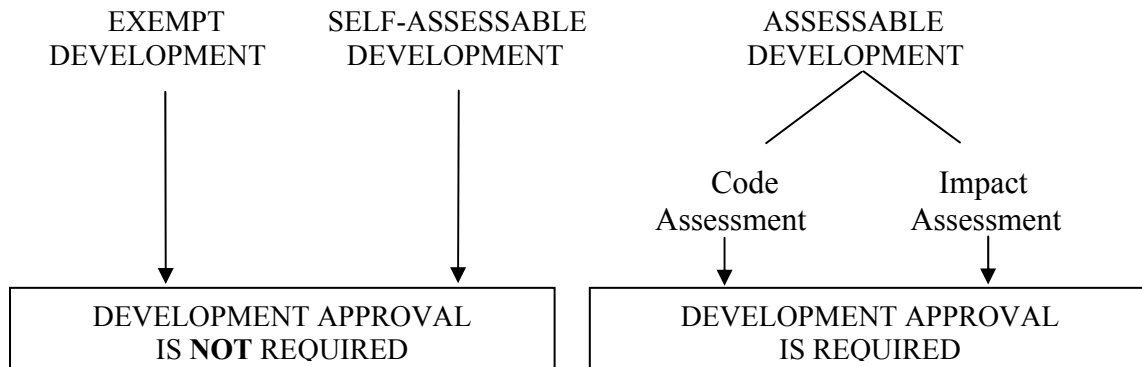 EXEMPT
DEVELOPMENT
SELF-ASSESSABLE
DEVELOPMENT
ASSESSABLE
DEVELOPMENT
Code
Assessment
Impact
Assessment
DEVELOPMENT APPROVAL
IS NOT REQUIRED
DEVELOPMENT APPROVAL
IS REQUIRED